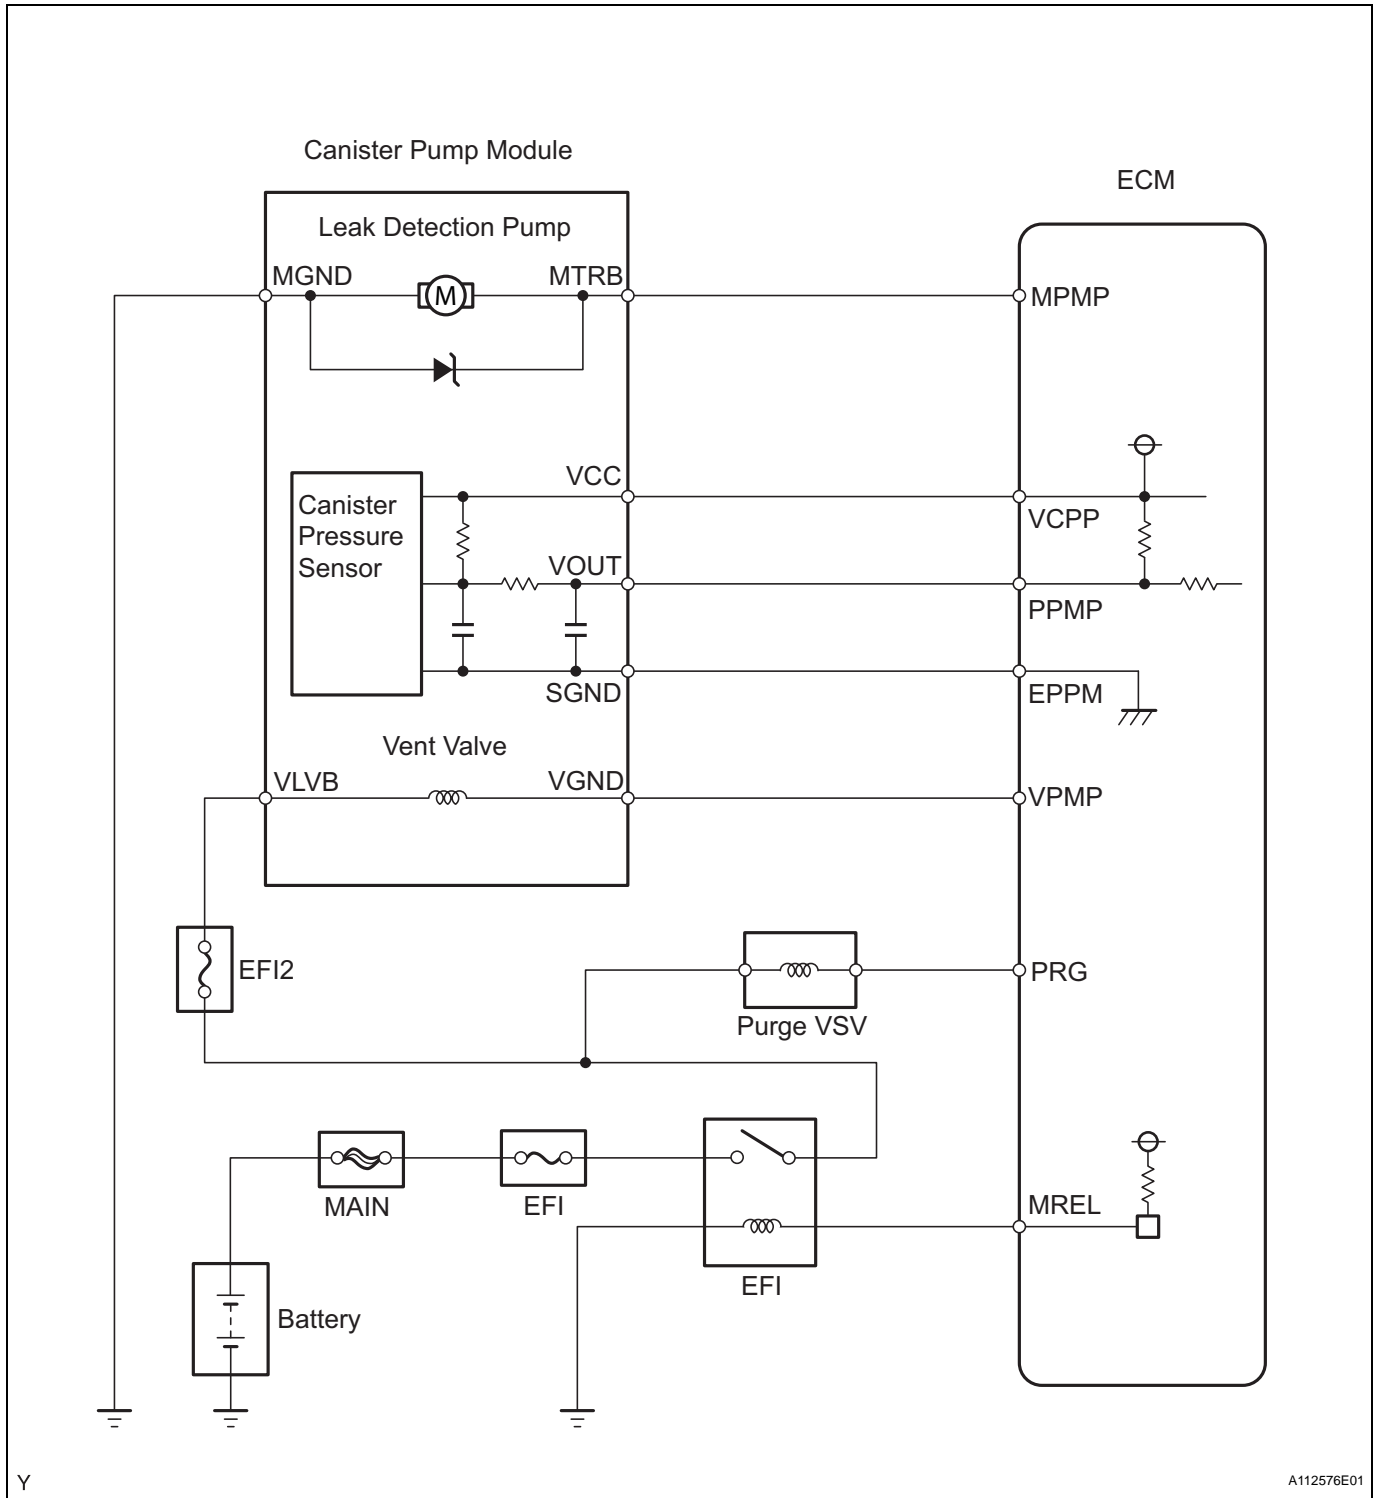 Canister Pump Module
ECM
Leak Detection Pump
MGND
MTRB
M
MPMP
VCC
Canister
Pressure
Sensor
VCPP
VOUT
PPMP
SGND
EPPM
Vent Valve
VLVB
VGND
VPMP
EFI2
PRG
Purge VSV
MAIN
EFI
MREL
EFI
Battery
Y
A112576E01